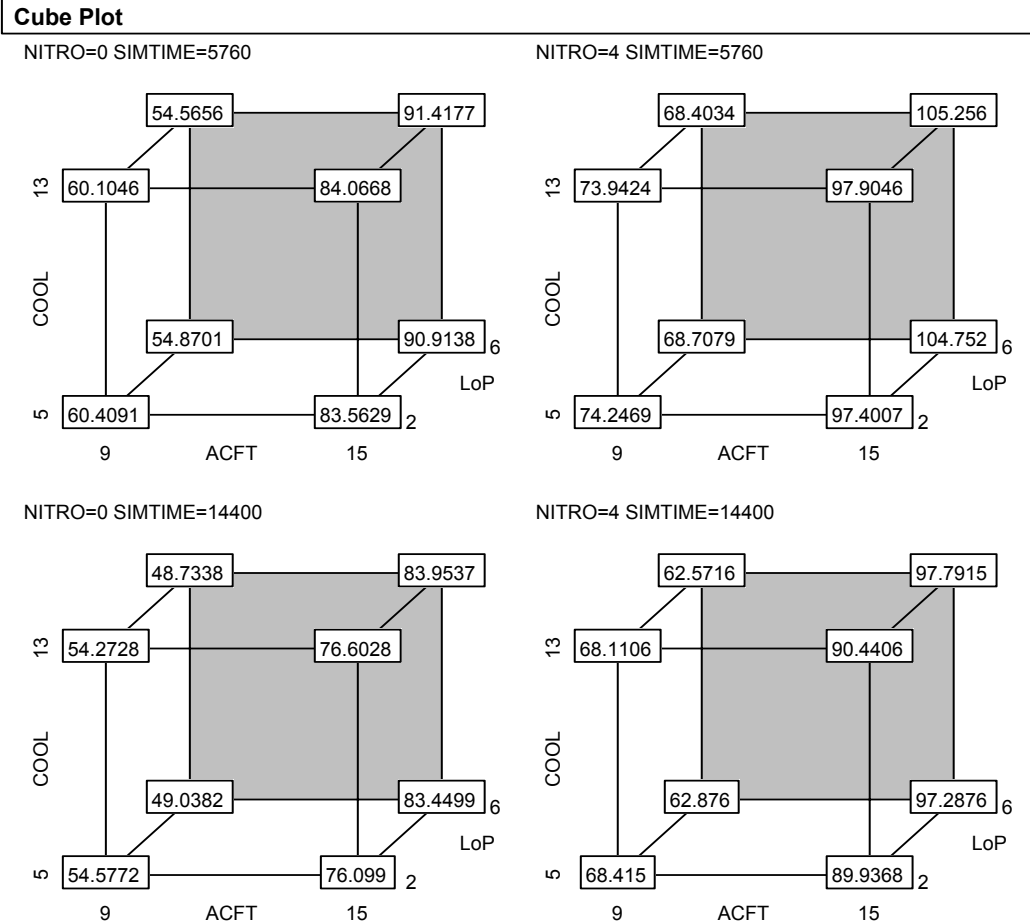 Cube Plot
NITRO=0 SIMTIME=5760
54.5656 91.4177
13 60.1046 84.0668
COOL
54.8701 90.9138 6
LoP
5 60.4091 83.5629 2
9 ACFT 15
NITRO=4 SIMTIME=5760
68.4034 105.256
13 73.9424 97.9046
COOL
68.7079 104.752 6
LoP
5 74.2469 97.4007 2
9 ACFT 15
NITRO=0 SIMTIME=14400
48.7338 83.9537
13 54.2728 76.6028
COOL
49.0382 83.4499 6
LoP
5 54.5772 76.099 2
9 ACFT 15
NITRO=4 SIMTIME=14400
62.5716 97.7915
13 68.1106 90.4406
COOL
62.876 97.2876 6
LoP
5 68.415 89.9368 2
9 ACFT 15